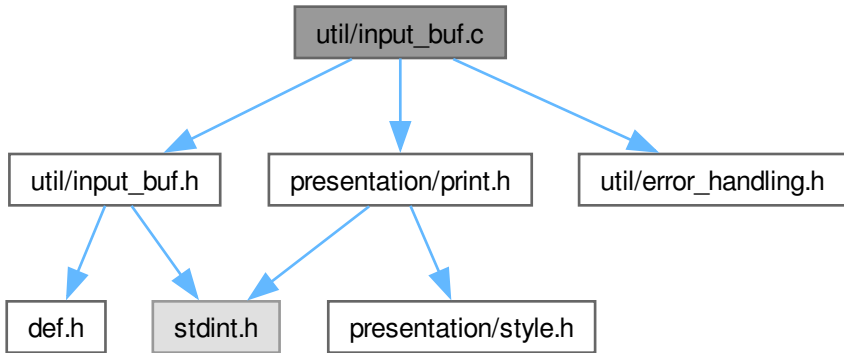 util/input_buf.c
util/input_buf.h
presentation/print.h
util/error_handling.h
def.h
stdint.h
presentation/style.h